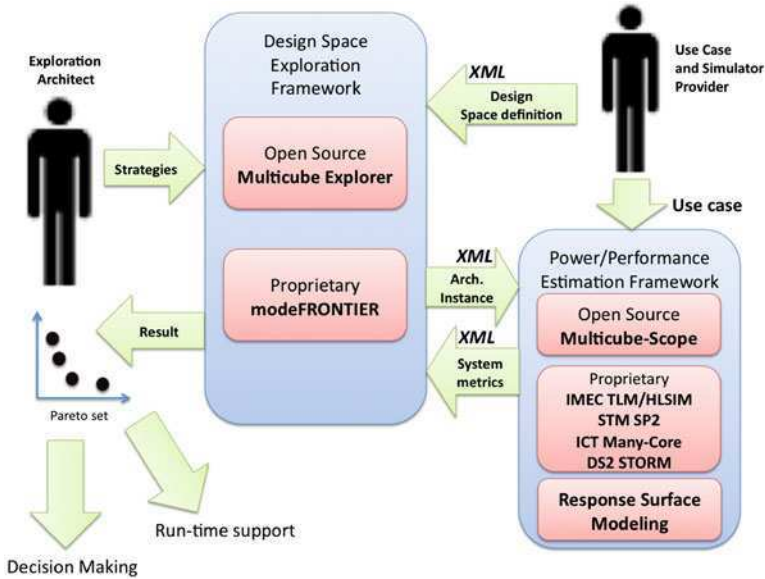 Exploration
Architect
Design Space
Exploration
Framework
XML
Design
Space definition
Use Case
and Simulator
Provider
Strategies
Open Source
Multicube Explorer
Use case
Proprietary
modeFRONTIER
XML
Arch.
Instance
Power/Performance
Estimation Framework
Open Source
Multicube-Scope
Result
XML
System
metrics
Proprietary
IMEC TLM/HLSIM
STM SP2
ICT Many-Core
DS2 STORM
Pareto set
Response Surface
Modeling
Run-time support
Decision Making